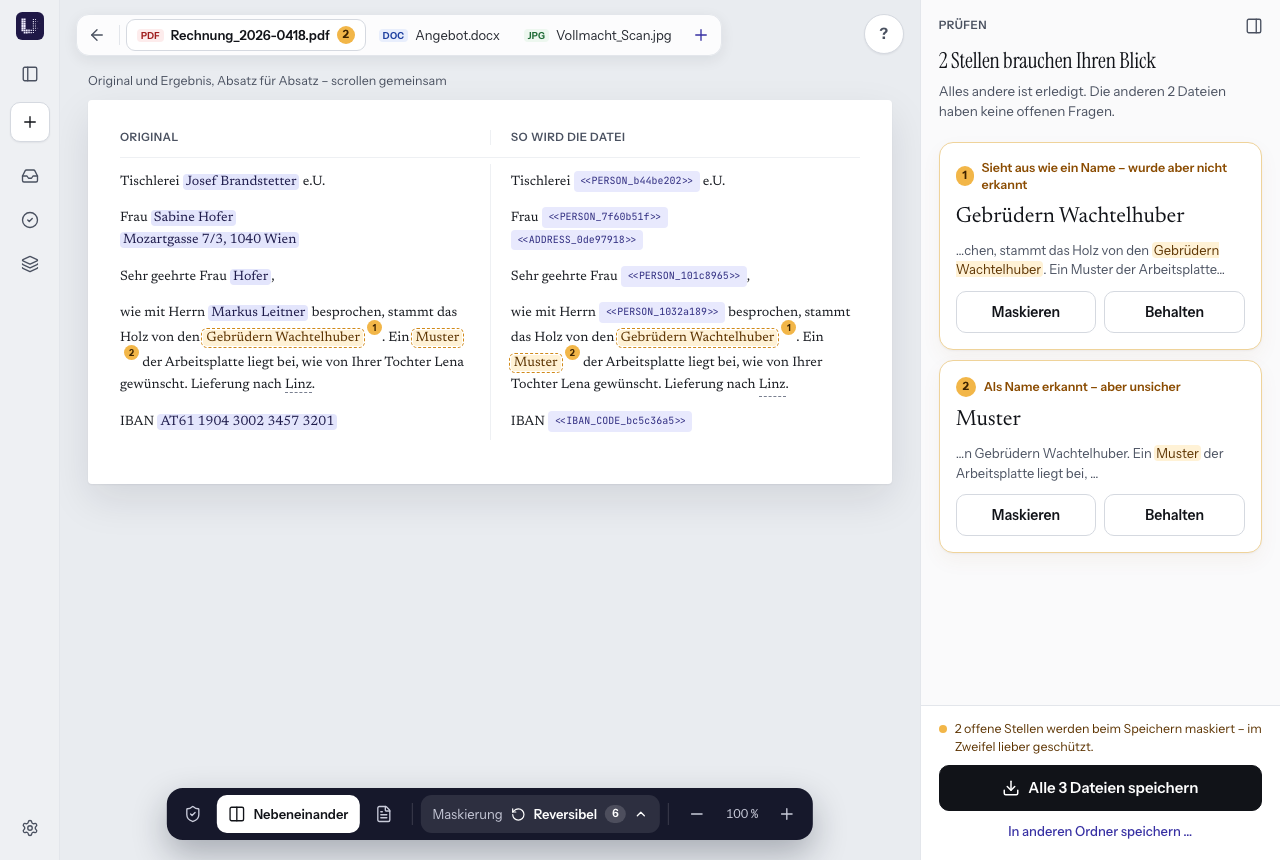 PDF Rechnung_2026-0418.pdf 2
DOC Angebot.docx
JPG Vollmacht_Scan.jpg
?
Original und Ergebnis, Absatz für Absatz – scrollen gemeinsam
ORIGINAL
Tischlerei Josef Brandstetter e.U.
Frau Sabine Hofer
Mozartgasse 7/3, 1040 Wien
Sehr geehrte Frau Hofer,
wie mit Herrn Markus Leitner besprochen, stammt das
Holz von den Gebrüdern Wachtelhuber 1. Ein Muster
2 der Arbeitsplatte liegt bei, wie von Ihrer Tochter Lena
gewünscht. Lieferung nach Linz.
IBAN AT61 1904 3002 3457 3201
SO WIRD DIE DATEI
Tischlerei <<PERSON_b44be202>> e.U.
Frau <<PERSON_7f60b51f>>
<<ADDRESS_0de97918>>
Sehr geehrte Frau <<PERSON_101c8965>>,
wie mit Herrn <<PERSON_1032a189>> besprochen, stammt
das Holz von den Gebrüdern Wachtelhuber 1. Ein
Muster 2 der Arbeitsplatte liegt bei, wie von Ihrer
Tochter Lena gewünscht. Lieferung nach Linz.
IBAN <<IBAN_CODE_bc5c36a5>>
Nebeneinander
Maskierung Reversibel 6
100 %
PRÜFEN
2 Stellen brauchen Ihren Blick
Alles andere ist erledigt. Die anderen 2 Dateien
haben keine offenen Fragen.
1 Sieht aus wie ein Name – wurde aber nicht
erkannt
Gebrüdern Wachtelhuber
…chen, stammt das Holz von den Gebrüdern
Wachtelhuber. Ein Muster der Arbeitsplatte…
Maskieren Behalten
2 Als Name erkannt – aber unsicher
Muster
…n Gebrüdern Wachtelhuber. Ein Muster der
Arbeitsplatte liegt bei, …
Maskieren Behalten
2 offene Stellen werden beim Speichern maskiert – im
Zweifel lieber geschützt.
Alle 3 Dateien speichern
In anderen Ordner speichern …